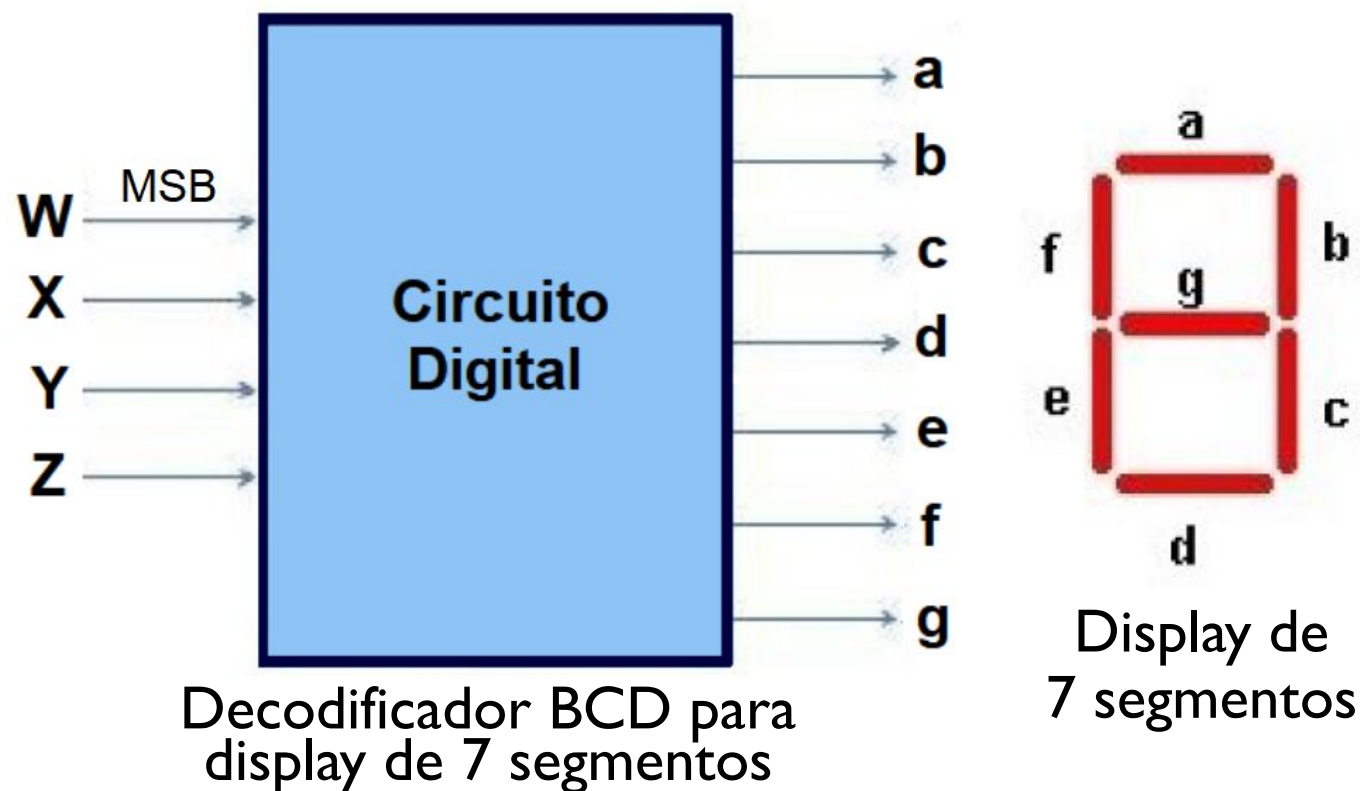 MSB
W
X
Y
Z
Circuito
Digital
a
b
c
d
e
f
g
Decodificador BCD para
display de 7 segmentos
a
f
b
g
e
c
d
Display de
7 segmentos